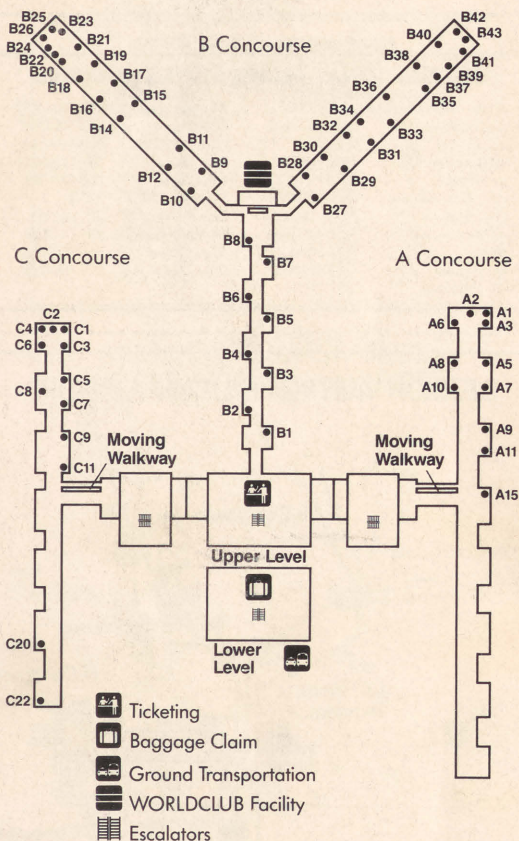 B Concourse
B25
B23
B26
B21
B24
B19
B22
B17
B20
B15
B18
B16
B14
B11
B9
B12
B10
B42
B40
B43
B38
B41
B39
B36
B37
B35
B34
B33
B32
B31
B30
B28
B29
B27
B8
B7
B6
B5
B4
B3
B2
B1
C Concourse
C2
C4
C1
C6
C3
C5
C8
C7
C9
C11
Moving
Walkway
C20
C22
A Concourse
A2
A1
A6
A3
A8
A5
A10
A7
A9
A11
Moving
Walkway
A15
Upper Level
Lower
Level
Ticketing
Baggage Claim
Ground Transportation
WORLDCLUB Facility
Escalators